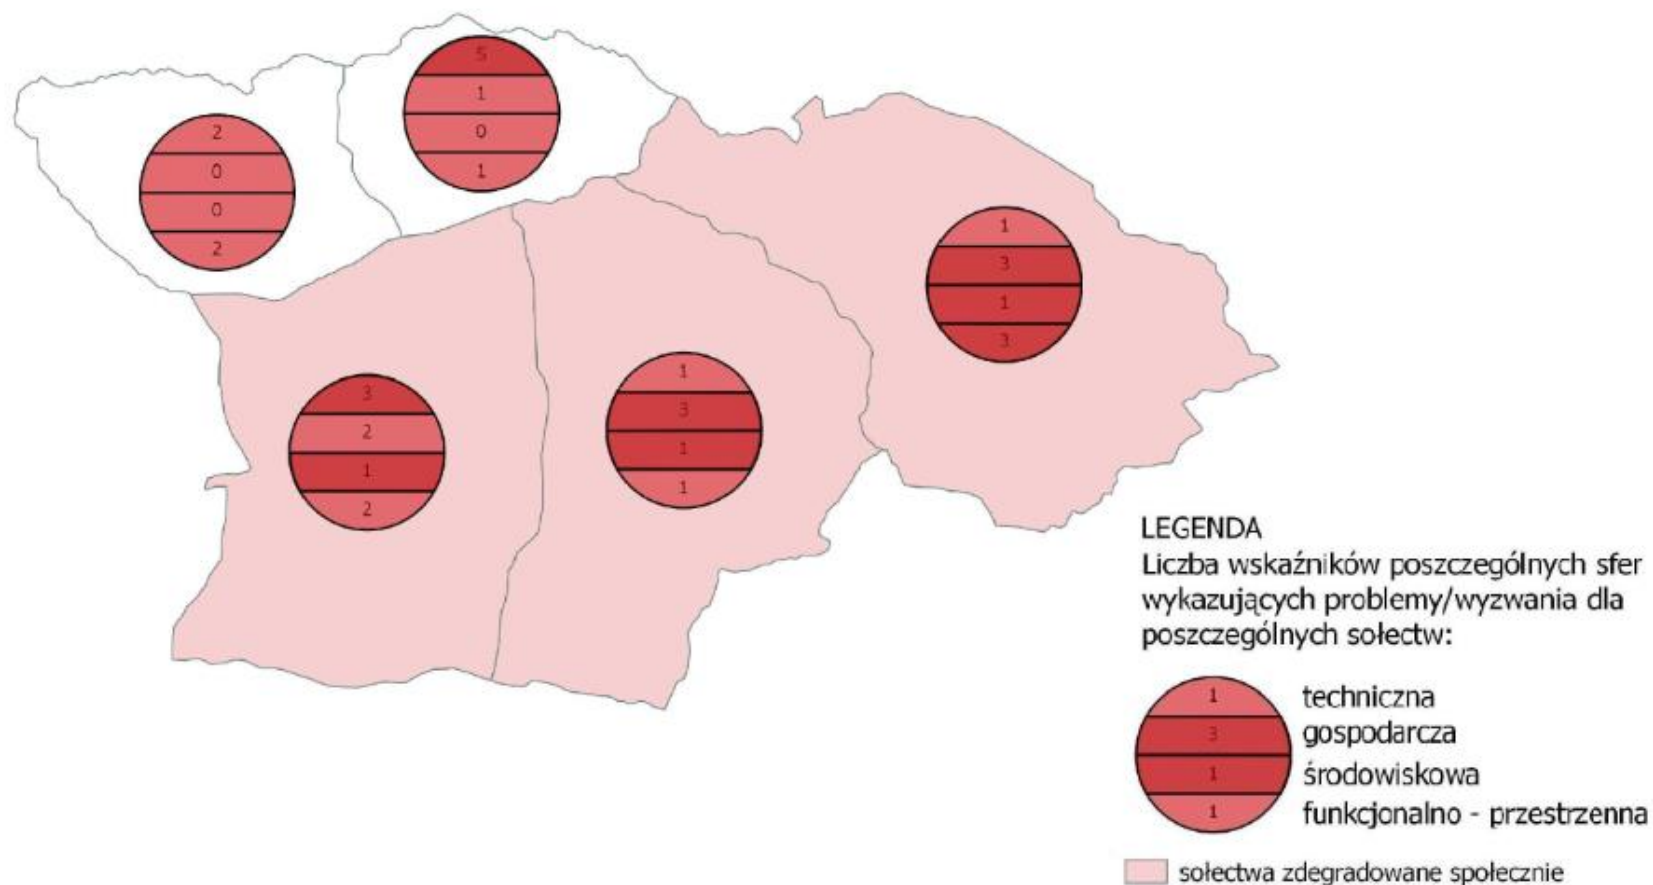 5
1
0
1
2
0
0
2
1
3
1
3
3
2
1
2
1
3
1
1
LEGENDA
Liczba wskaźników poszczególnych sfer
wykazujących problemy/wyzwania dla
poszczególnych sołectw:
1 techniczna
3 gospodarcza
1 środowiskowa
1 funkcjonalno - przestrzenna
sołectwa zdegradowane społecznie